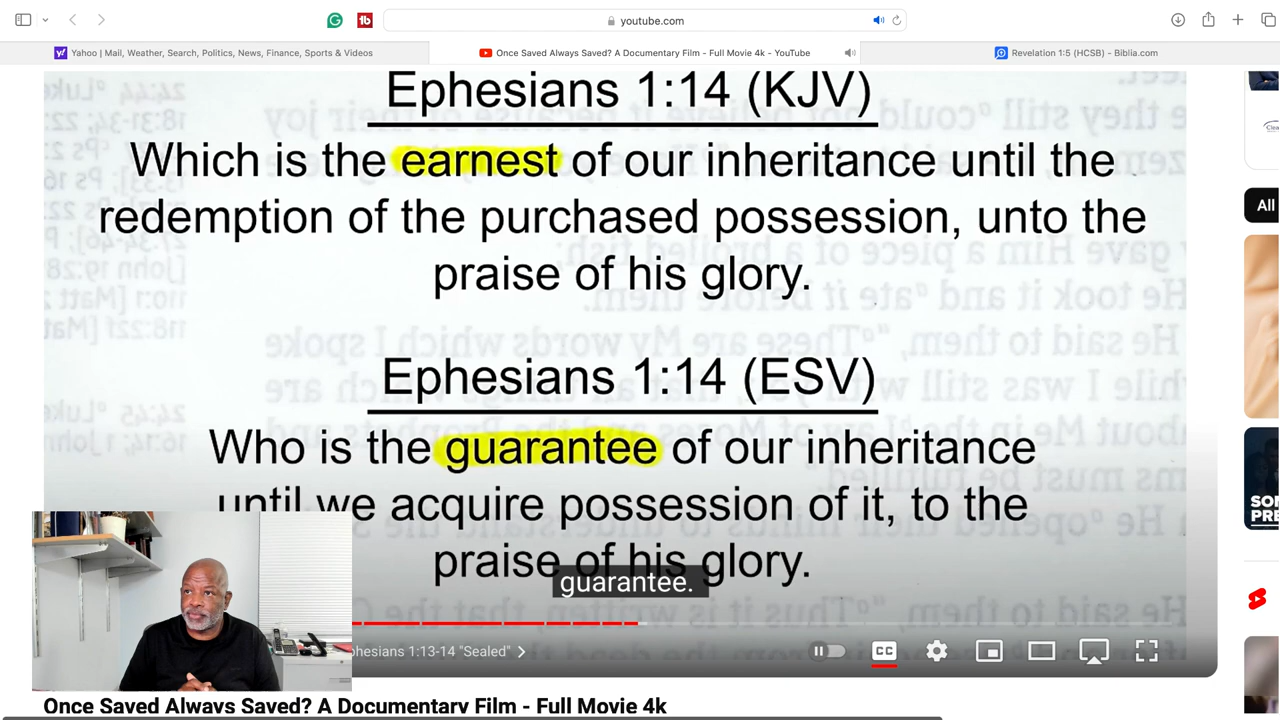 youtube.com
Yahoo | Mail, Weather, Search, Politics, News, Finance, Sports & Videos
Once Saved Always Saved? A Documentary Film - Full Movie 4k - YouTube
Revelation 1:5 (HCSB) - Biblia.com
Ephesians 1:14 (KJV)
Which is the earnest of our inheritance until the
redemption of the purchased possession, unto the
praise of his glory.
Ephesians 1:14 (ESV)
Who is the guarantee of our inheritance
until we acquire possession of it, to the
praise of his glory.
guarantee.
phesians 1:13-14 "Sealed"
CC
Once Saved Always Saved? A Documentary Film - Full Movie 4k
All
SOM
PRE